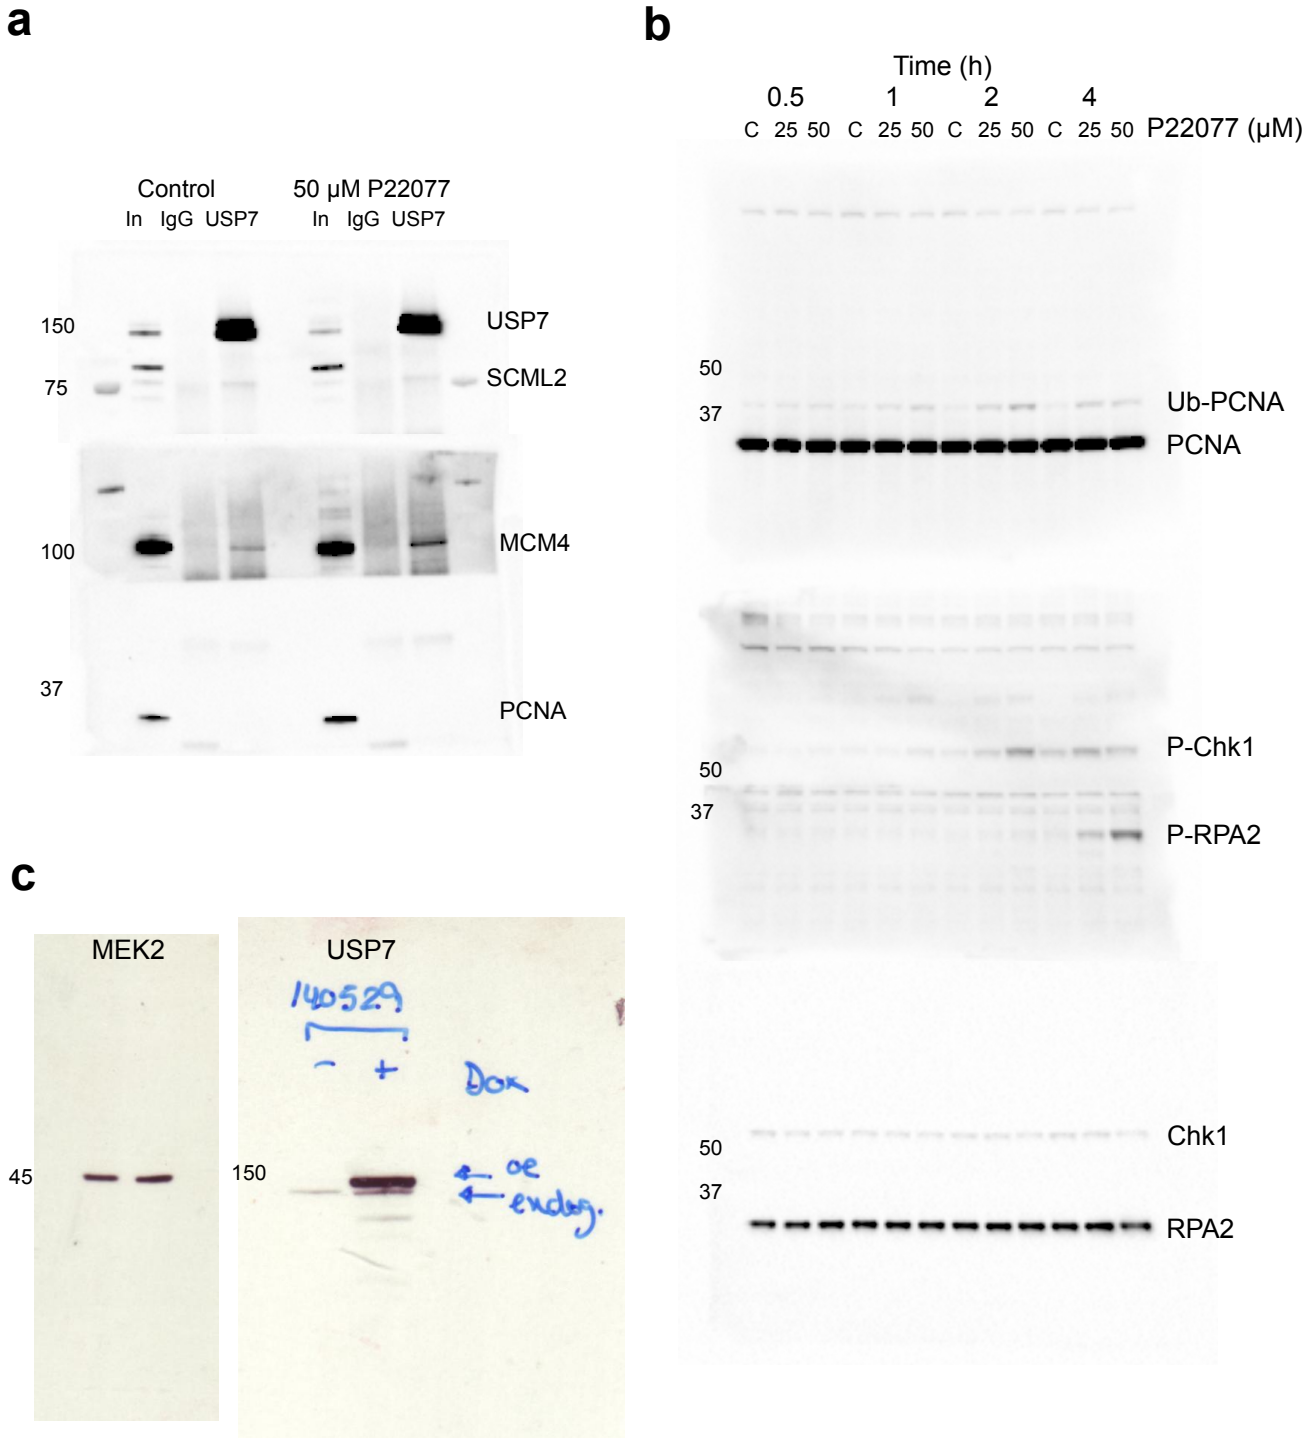 a
Control 50 µM P22077
In IgG USP7 In IgG USP7
150
USP7
75
SCML2
100
MCM4
37
PCNA
b
Time (h)
0.5 1 2 4
C 25 50 C 25 50 C 25 50 C 25 50 P22077 (µM)
50
37
Ub-PCNA
PCNA
P-Chk1
50
37
P-RPA2
Chk1
50
37
RPA2
c
MEK2
45
USP7
140529
- +
Dox
150
oe
endog.